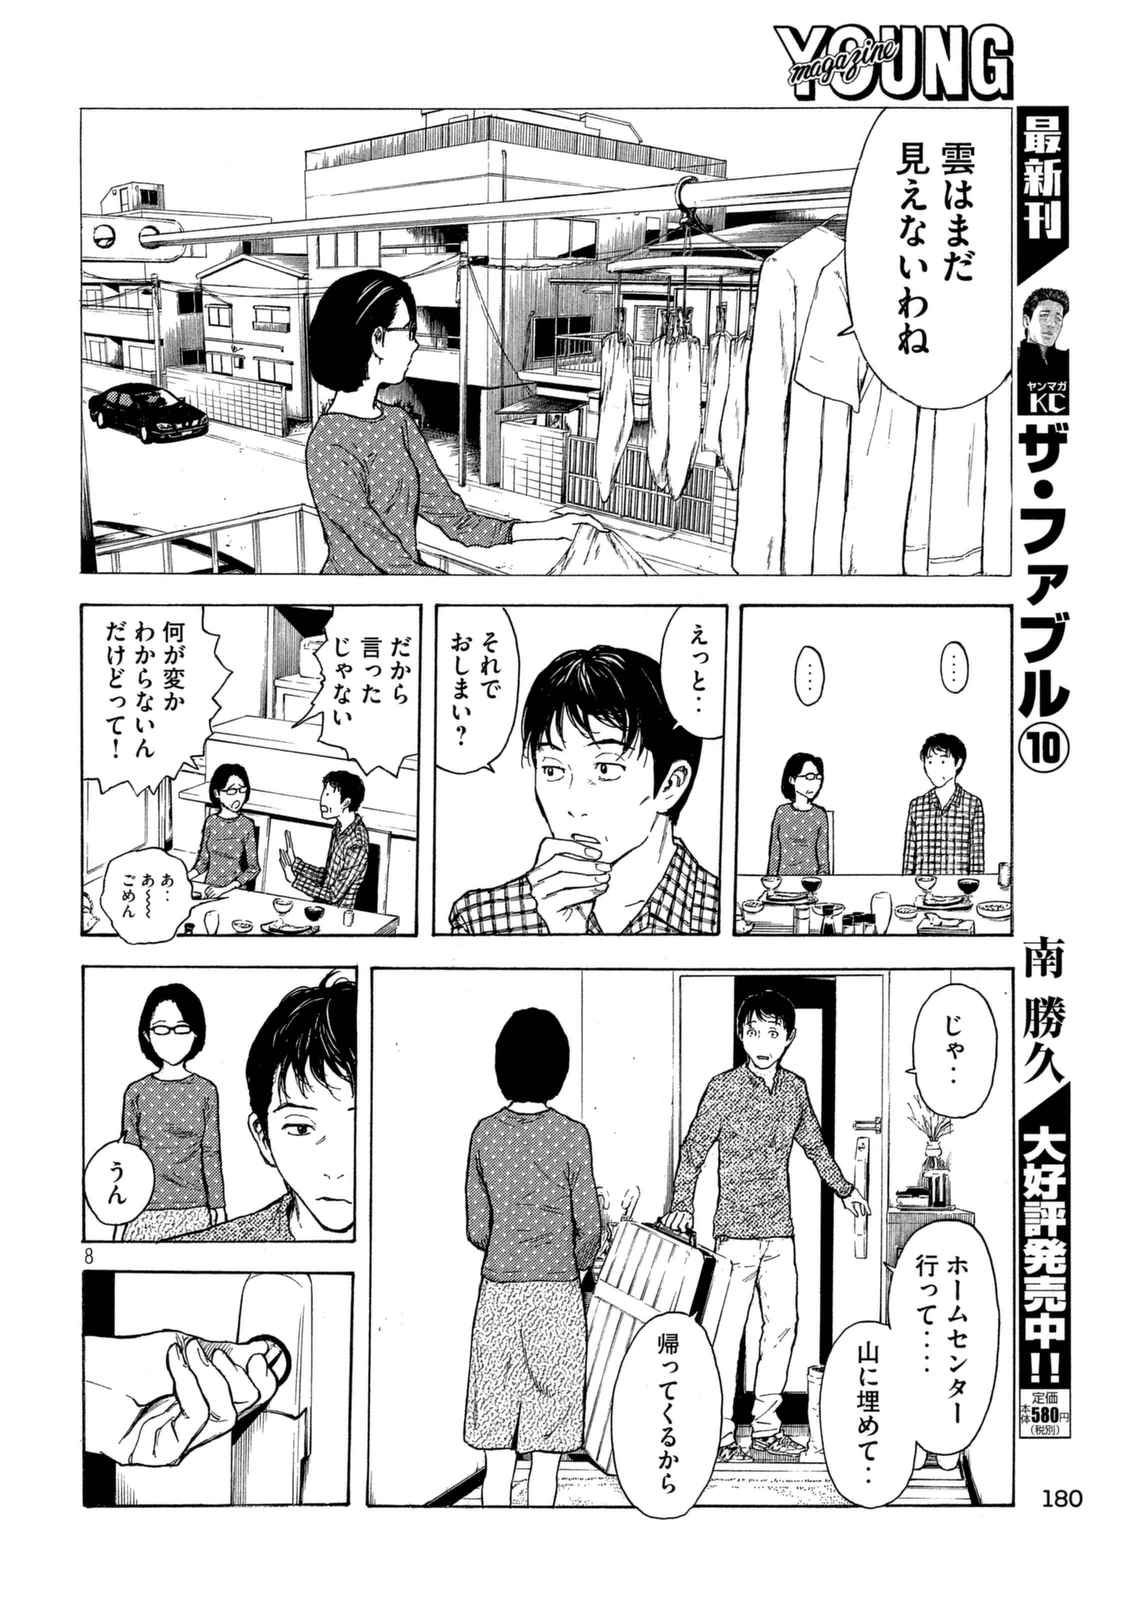 YOUNG
magazine
雲はまだ
見えないわね
‥‥
‥‥
えっと‥
それで
おしまい?
だから
言った
じゃない
何が変か
わからないん
だけどって!
あ‥
あ〜〜
ごめん
じゃ‥
ホームセンター
行って‥‥
山に埋めて‥
帰ってくるから
うん
8
最新刊
ヤンマガ
KC
ザ・ファブル⑩
南 勝久
大好評発売中!!
定価
本体580円
(税別)
180